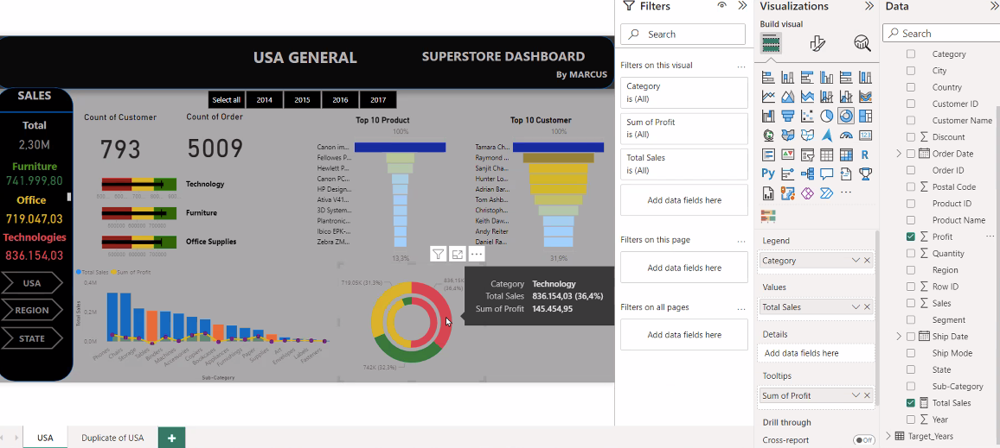 USA GENERAL
SUPERSTORE DASHBOARD
By MARCUS
SALES
Total
2,30M
Furniture
741.999,80
Office
719.047,03
Technologies
836.154,03
USA
REGION
STATE
Select all 2014 2015 2016 2017
Count of Customer
793
Count of Order
5009
Technology
Furniture
600000 600000 700000
Office Supplies
500000 600000 700000
Top 10 Product
100%
Canon im...
Fellowes P...
Hewlett P...
Canon PC...
HP Design...
Ativa V41...
3D System...
Plantronic...
Ibico EPK-...
Zebra ZM...
13,3%
Top 10 Customer
100%
Tamara Ch...
Raymond ...
Sanjit Cha...
Hunter Lo...
Adrian Bar...
Tom Ashb...
Christoph...
Keith Daw...
Andy Reiter
Daniel Ra...
31,9%
Total Sales Sum of Profit
Total Sales
0,4M
0,2M
0,0M
Phones Chairs Storage Tables Binders Machines Accessories Copiers Bookcases Appliances Furnishings Paper Supplies Art Envelopes Labels Fasteners
Sub-Category
719.05K (31.3%)
836.15K
(36,4%)
742K (32,3%)
Category Technology
Total Sales 836.154,03 (36,4%)
Sum of Profit 145.454,95
USA
Duplicate of USA
+
Filters
Search
Filters on this visual ...
Category
is (All)
Sum of Profit
is (All)
Total Sales
is (All)
Add data fields here
Filters on this page ...
Add data fields here
Filters on all pages ...
Add data fields here
Visualizations
Build visual
123
R
Py
...
Legend
Category
Values
Total Sales
Details
Add data fields here
Tooltips
Sum of Profit
Drill through
Cross-report
Off
Data
Search
Category
City
Country
Customer ID
Customer Name
Discount
Order Date
Order ID
Postal Code
Product ID
Product Name
Profit ...
Quantity
Region
Row ID
Sales
Segment
Ship Date
Ship Mode
State
Sub-Category
Total Sales
Year
Target_Years